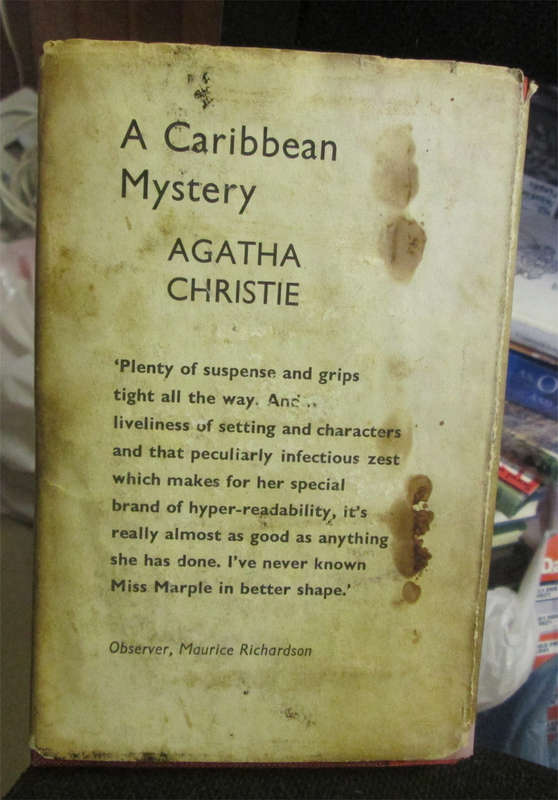 A Caribbean
Mystery
AGATHA
CHRISTIE
'Plenty of suspense and grips
tight all the way. And ..
liveliness of setting and characters
and that peculiarly infectious zest
which makes for her special
brand of hyper-readability, it's
really almost as good as anything
she has done. I've never known
Miss Marple in better shape.'
Observer, Maurice Richardson